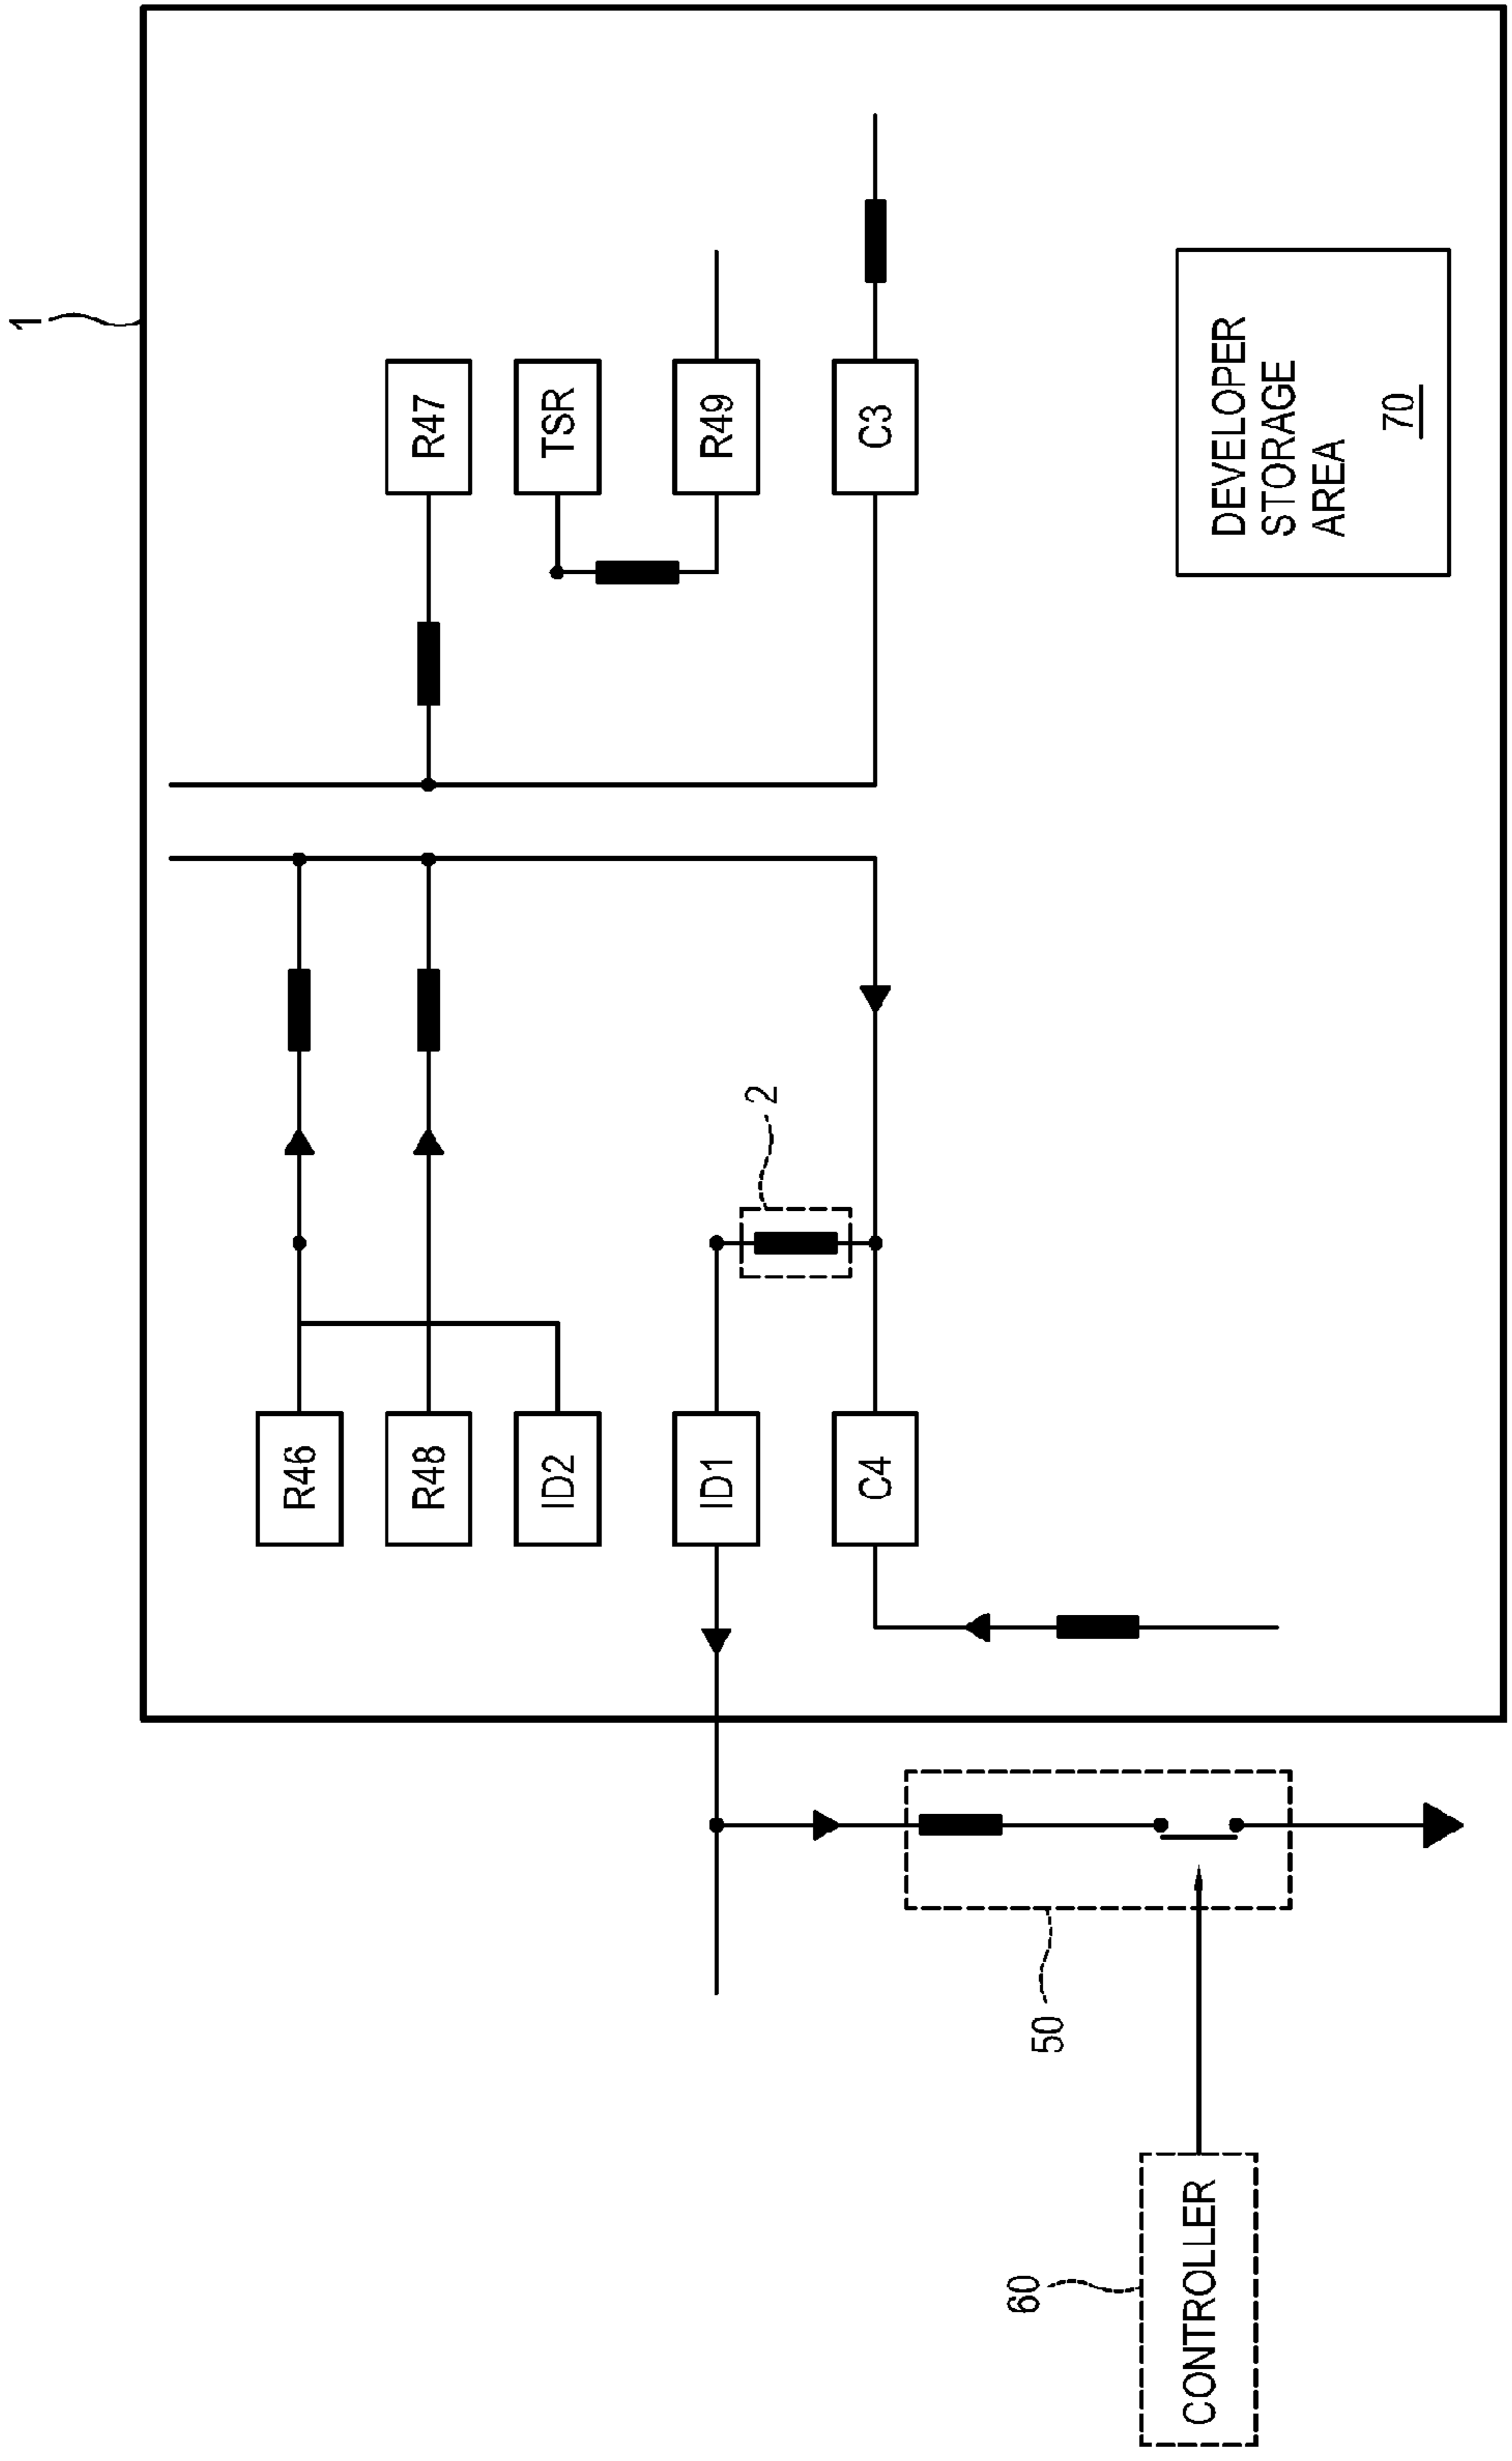 1
R46
R47
R48
ID2
TSR
ID1
R49
2
C4
C3
50
60
CONTROLLER
DEVELOPER
STORAGE
AREA
70